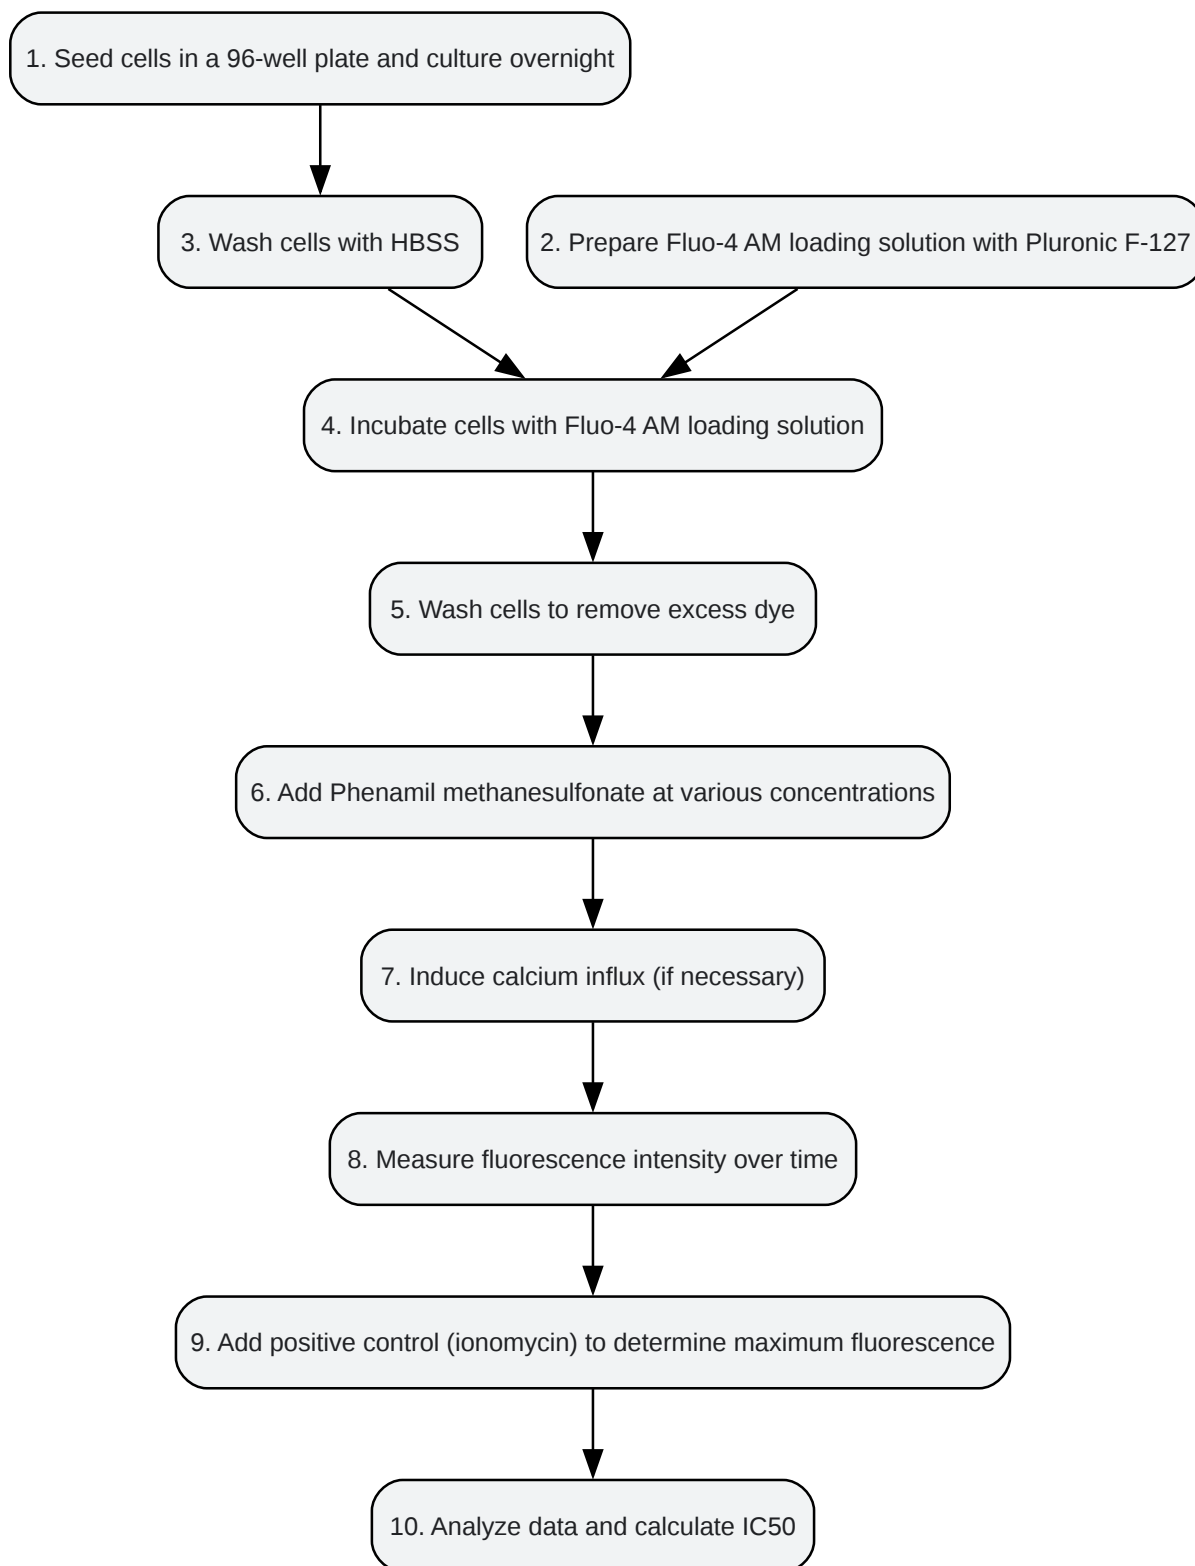 1. Seed cells in a 96-well plate and culture overnight
3. Wash cells with HBSS
2. Prepare Fluo-4 AM loading solution with Pluronic F-127
4. Incubate cells with Fluo-4 AM loading solution
5. Wash cells to remove excess dye
6. Add Phenamil methanesulfonate at various concentrations
7. Induce calcium influx (if necessary)
8. Measure fluorescence intensity over time
9. Add positive control (ionomycin) to determine maximum fluorescence
10. Analyze data and calculate IC50